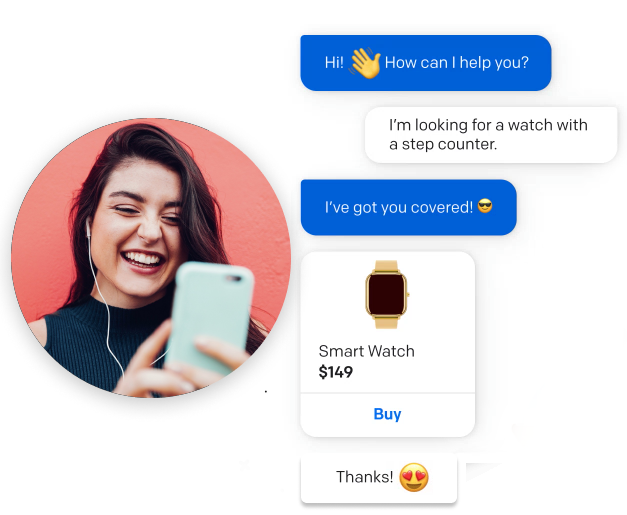 Hi! 👋 How can I help you?
I’m looking for a watch with
a step counter.
I’ve got you covered! 😎
Smart Watch
$149
Buy
Thanks! 😍